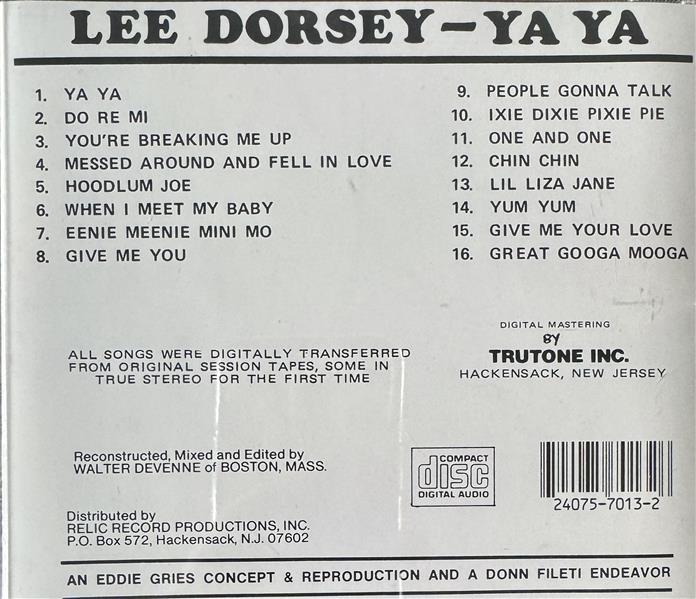 LEE DORSEY—YA YA
1. YA YA
2. DO RE MI
3. YOU'RE BREAKING ME UP
4. MESSED AROUND AND FELL IN LOVE
5. HOODLUM JOE
6. WHEN I MEET MY BABY
7. EENIE MEENIE MINI MO
8. GIVE ME YOU
9. PEOPLE GONNA TALK
10. IXIE DIXIE PIXIE PIE
11. ONE AND ONE
12. CHIN CHIN
13. LIL LIZA JANE
14. YUM YUM
15. GIVE ME YOUR LOVE
16. GREAT GOOGA MOOGA
ALL SONGS WERE DIGITALLY TRANSFERRED
FROM ORIGINAL SESSION TAPES, SOME IN
TRUE STEREO FOR THE FIRST TIME
DIGITAL MASTERING
BY
TRUTONE INC.
HACKENSACK, NEW JERSEY
Reconstructed, Mixed and Edited by
WALTER DEVENNE of BOSTON, MASS.
COMPACT
disc
DIGITAL AUDIO
24075-7013-2
Distributed by
RELIC RECORD PRODUCTIONS, INC.
P.O. Box 572, Hackensack, N.J. 07602
AN EDDIE GRIES CONCEPT & REPRODUCTION AND A DONN FILETI ENDEAVOR